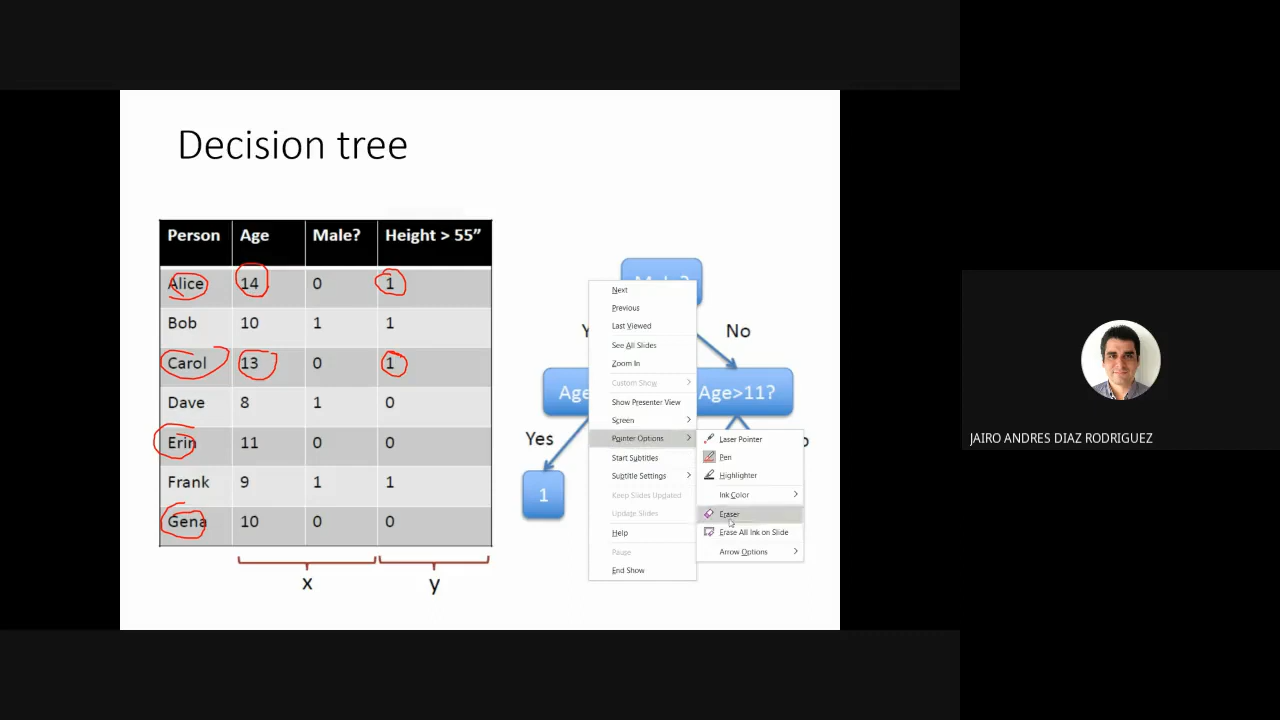 Decision tree
Person Age Male? Height > 55”
Alice 14 0 1
Bob 10 1 1
Carol 13 0 1
Dave 8 1 0
Erin 11 0 0
Frank 9 1 1
Gena 10 0 0
x y
No
Age>11?
Yes
1
Next
Previous
Last Viewed
See All Slides
Zoom In
Custom Show
Show Presenter View
Screen
Pointer Options
Start Subtitles
Subtitle Settings
Keep Slides Updated
Update Slides
Help
Pause
End Show
Laser Pointer
Pen
Highlighter
Ink Color
Eraser
Erase All Ink on Slide
Arrow Options
JAIRO ANDRES DIAZ RODRIGUEZ